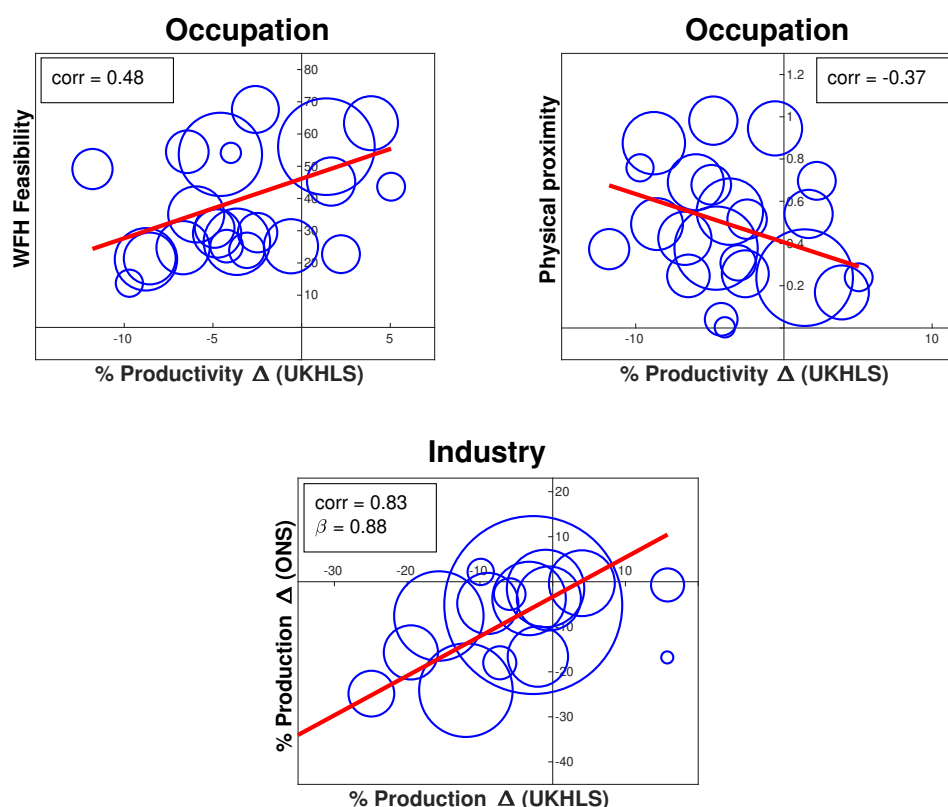 Occupation
corr = 0.48
80
70
60
50
40
30
20
10
-10
-5
5
WFH Feasibility
% Productivity Δ (UKHLS)
Occupation
corr = -0.37
1.2
1
0.8
0.6
0.4
0.2
-10
10
Physical proximity
% Productivity Δ (UKHLS)
Industry
corr = 0.83
β = 0.88
20
10
-30
-20
-10
10
-10
-20
-30
-40
% Production Δ (ONS)
% Production Δ (UKHLS)